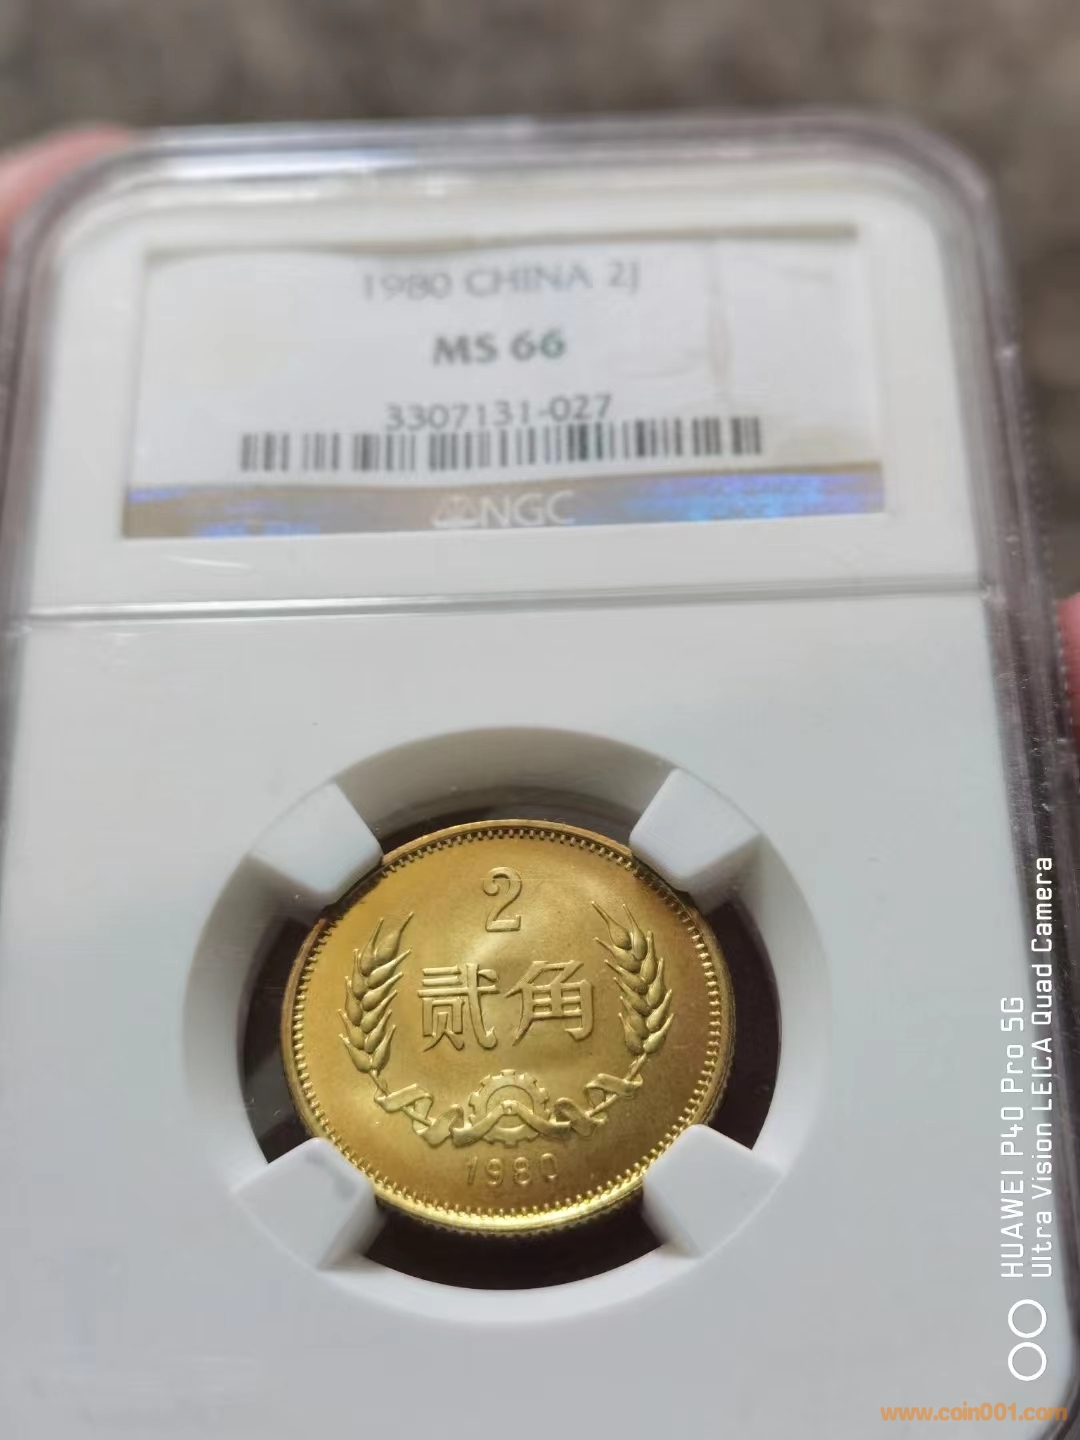 1980 CHINA 2J
MS 66
3307131-027
NGC
2
贰角
1980
HUAWEI P40 Pro 5G
Ultra Vision LEICA Quad Camera
www.coin001.com